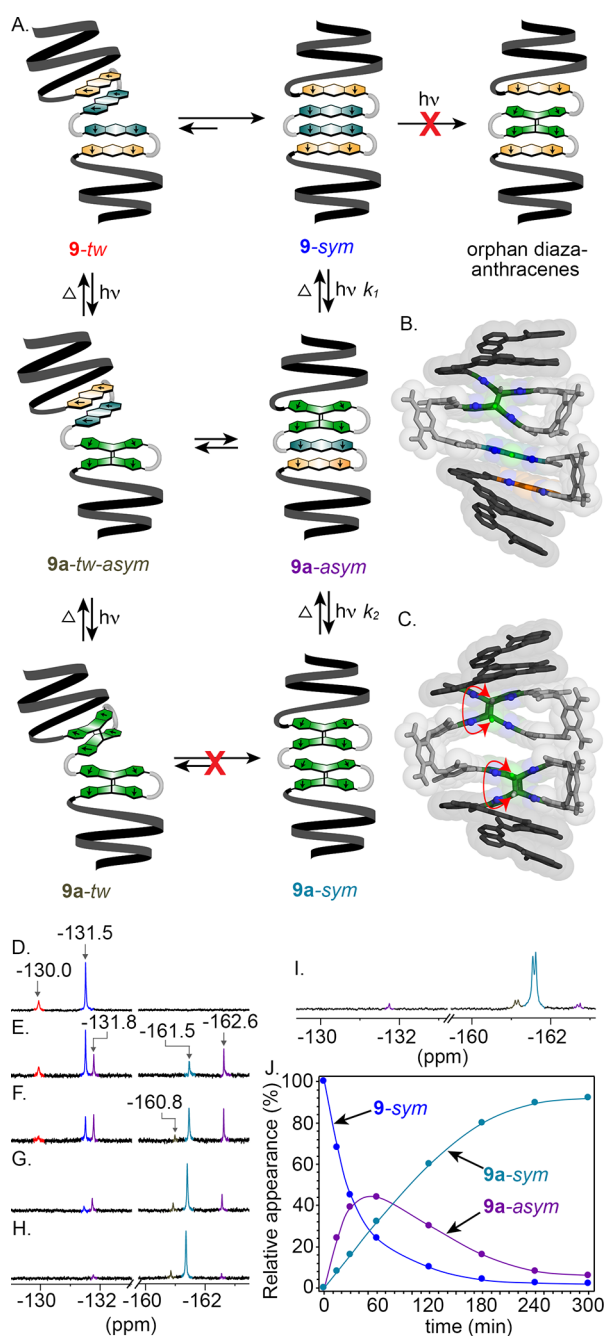 A.
hν
X
9-tw
9-sym
orphan diaza-
anthracenes
Δ hν
Δ hν k1
B.
9a-tw-asym
9a-asym
Δ hν
Δ hν k2
C.
X
9a-tw
9a-sym
D.
-131.5
-130.0
E.
-131.8
-161.5
-162.6
F.
-160.8
G.
H.
-130 -132 -160 -162
(ppm)
I.
-130 -132 -160 -162
(ppm)
J.
Relative appearance (%)
100
80
60
40
20
0
9-sym
9a-sym
9a-asym
0 60 120 180 240 300
time (min)